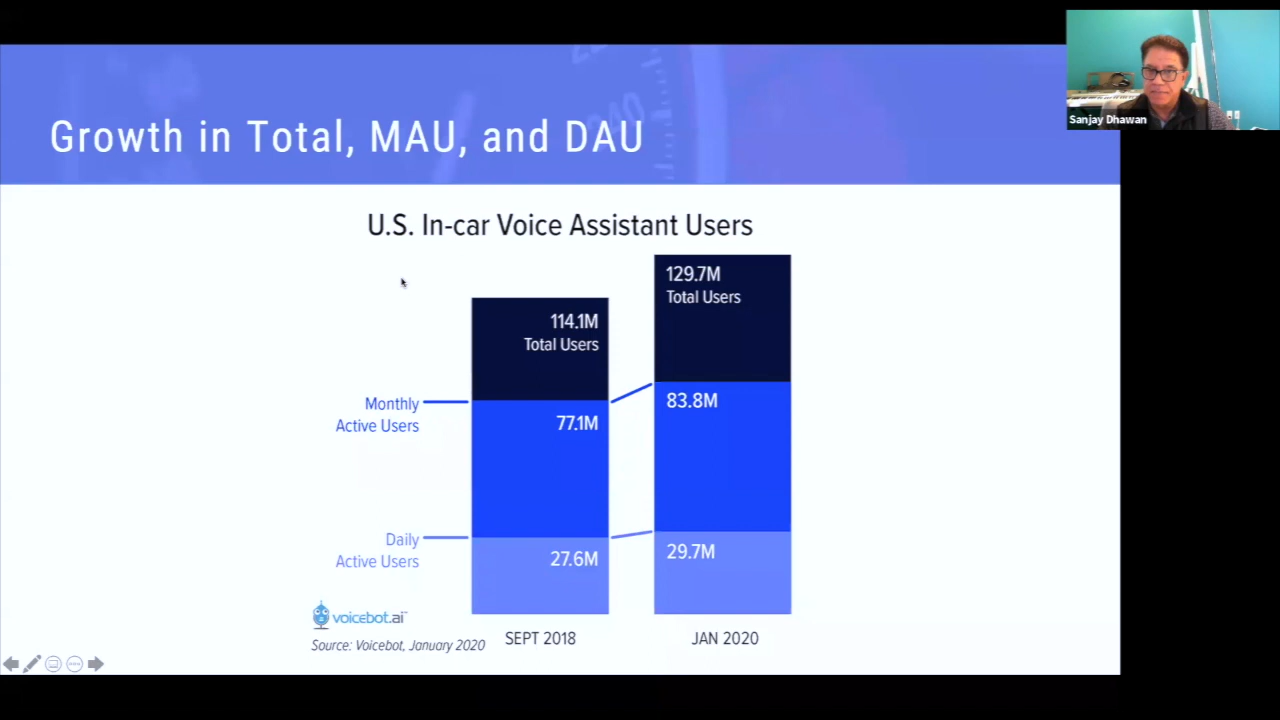 Sanjay Dhawan
Growth in Total, MAU, and DAU
U.S. In-car Voice Assistant Users
129.7M
Total Users
114.1M
Total Users
Monthly
Active Users
83.8M
77.1M
Daily
Active Users
29.7M
27.6M
voicebot.ai
Source: Voicebot, January 2020
SEPT 2018
JAN 2020